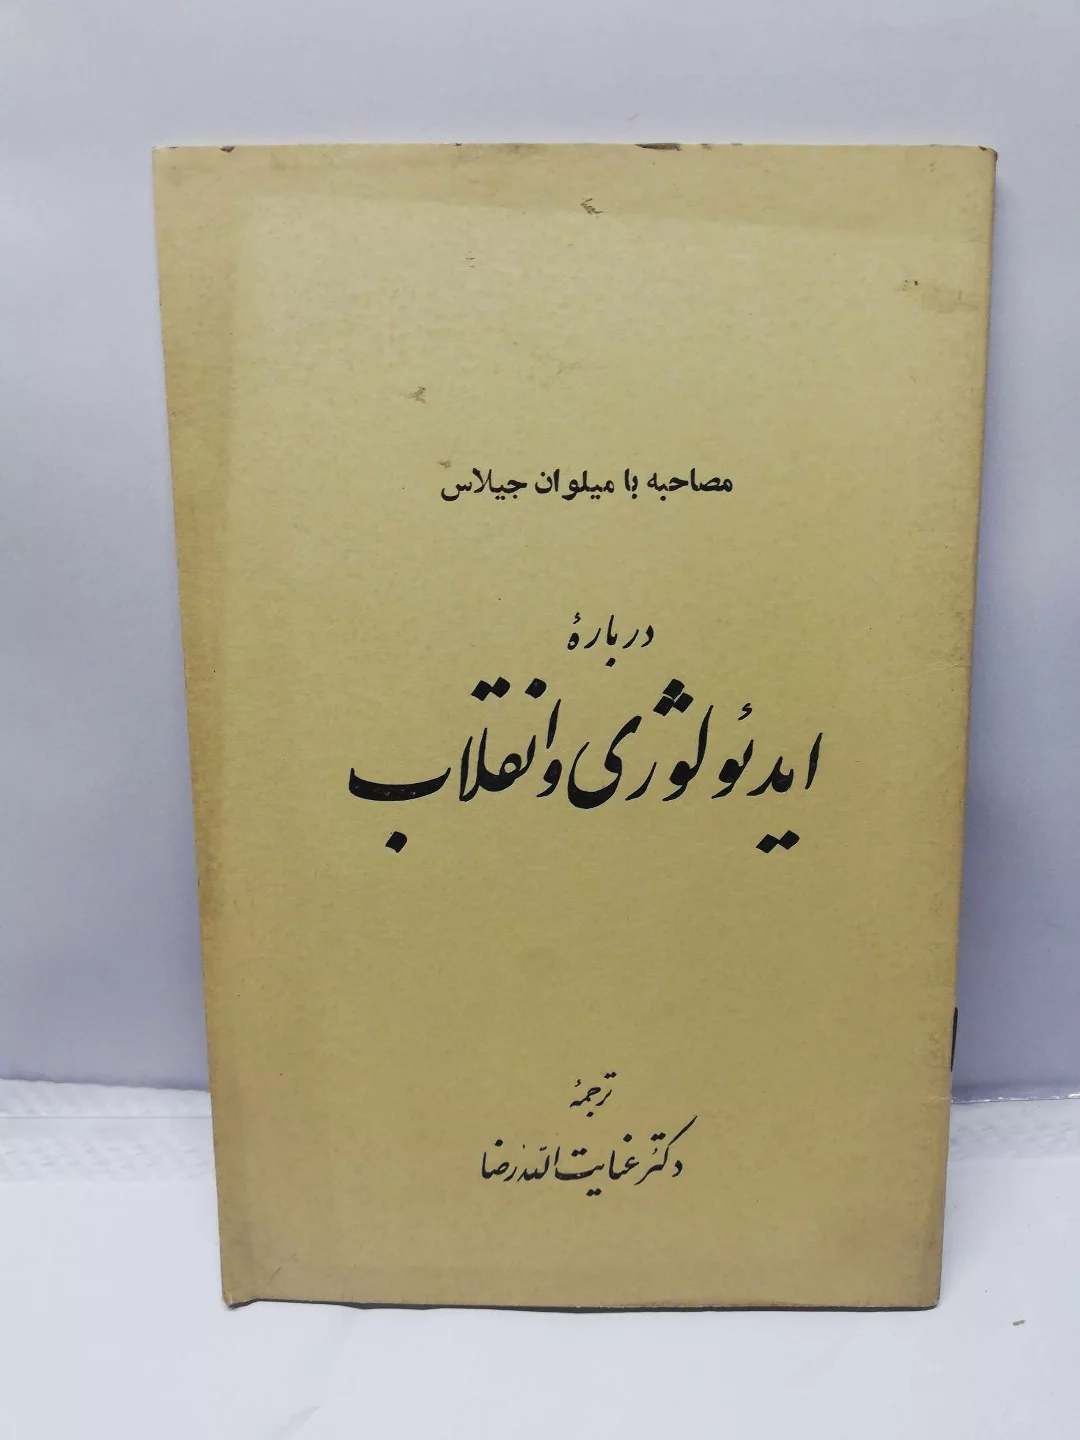 مصاحبه با میلوان جیلاس
دربارهٔ
ایدئولوژی و انقلاب
ترجمهٔ
دکتر عنایت الله رضا